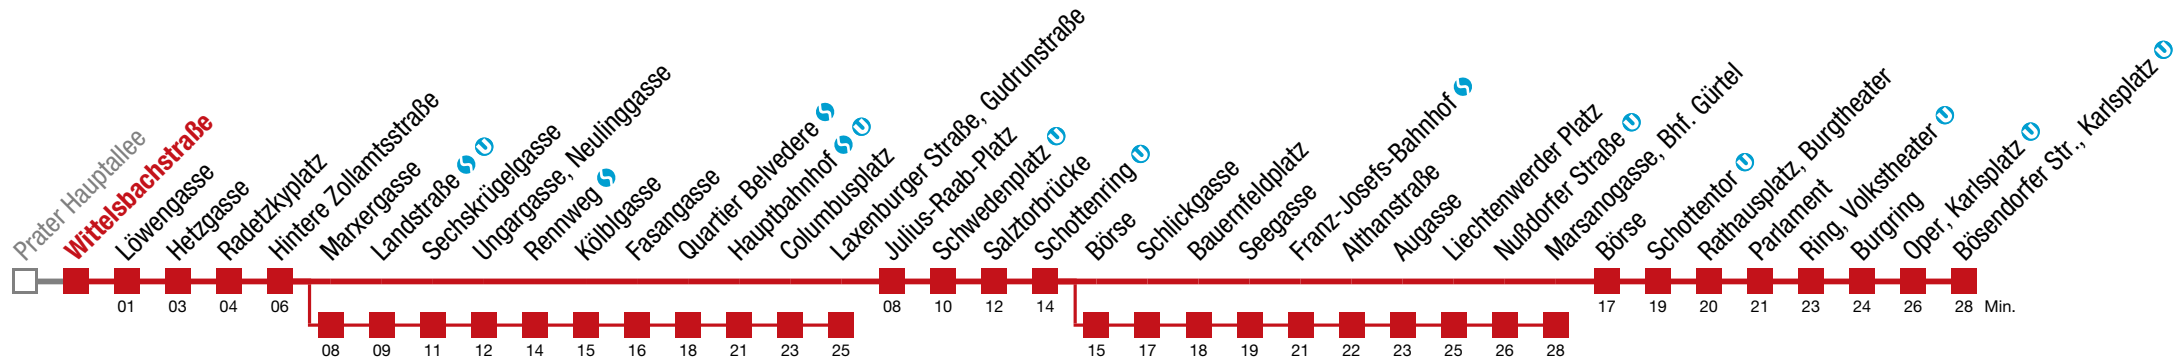 Prater Hauptallee
Wittelsbachstraße
Löwengasse
Hetzgasse
Radetzkyplatz
Hintere Zollamtsstraße
Marxergasse
Landstraße S U
Sechskrügelgasse
Ungargasse, Neulinggasse
Rennweg S
Kölblgasse
Fasangasse
Quartier Belvedere S
Hauptbahnhof S U
Columbusplatz
Laxenburger Straße, Gudrunstraße
Julius-Raab-Platz
Schwedenplatz U
Salztorbrücke
Schottenring U
Börse
Schlickgasse
Bauernfeldplatz
Seegasse
Franz-Josefs-Bahnhof S
Althanstraße
Augasse
Liechtenwerder Platz
Nußdorfer Straße U
Marsanogasse, Bhf. Gürtel
Börse
Schottentor U
Rathausplatz, Burgtheater
Parlament
Ring, Volkstheater U
Burgring
Oper, Karlsplatz U
Bösendorfer Str., Karlsplatz U
01 03 04 06 08 10 12 14 17 19 20 21 23 24 26 28 Min.
08 09 11 12 14 15 16 18 21 23 25 15 17 18 19 21 22 23 25 26 28